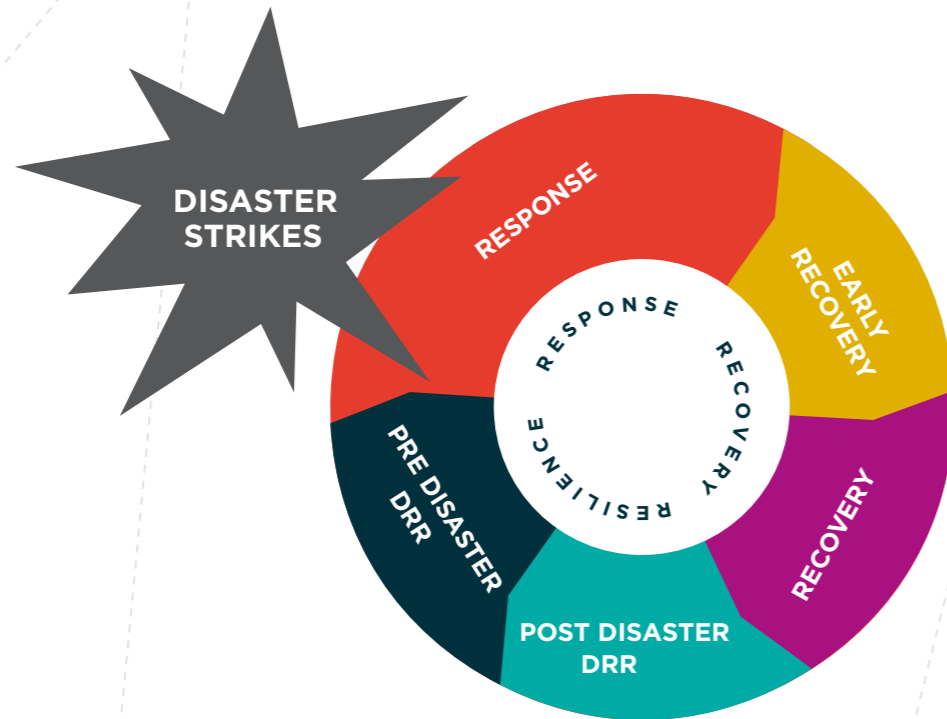 DISASTER
STRIKES
RESPONSE
EARLY
RECOVERY
RECOVERY
POST DISASTER
DRR
PRE DISASTER
DRR
RESPONSE
RECOVERY
RESILIENCE